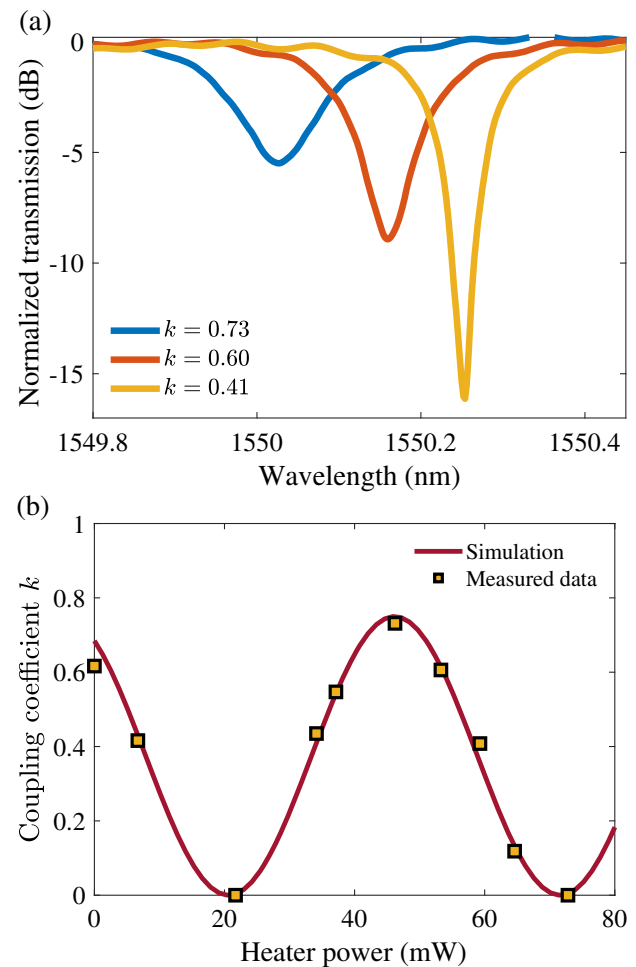 (a)
0
-5
-10
-15
Normalized transmission (dB)
k = 0.73
k = 0.60
k = 0.41
1549.8 1550 1550.2 1550.4
Wavelength (nm)
(b)
1
0.8
0.6
0.4
0.2
0
Coupling coefficient k
Simulation
Measured data
0 20 40 60 80
Heater power (mW)